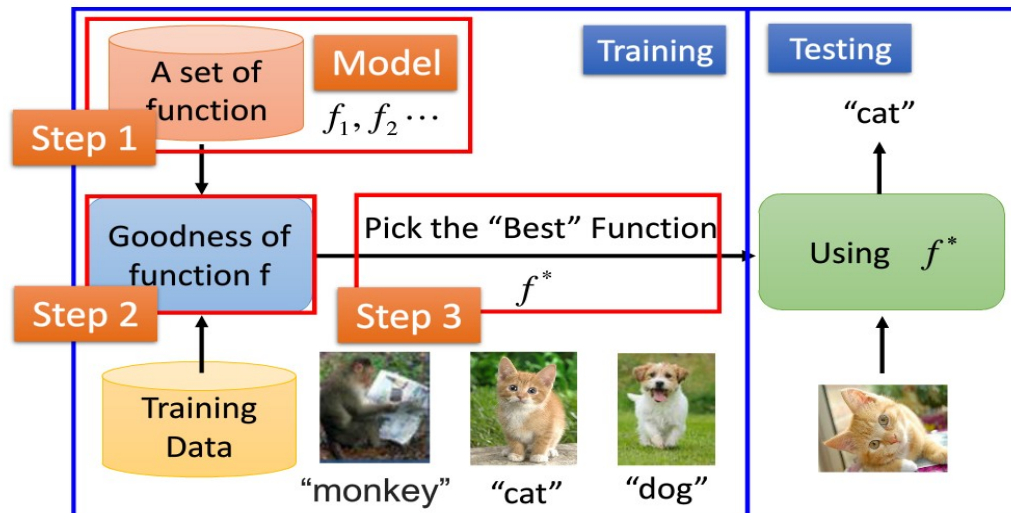 A set of
function
Model
f₁, f₂ ⋯
Training
Testing
Step 1
“cat”
Goodness of
function f
Pick the “Best” Function
f*
Using f*
Step 2
Step 3
Training
Data
“monkey”
“cat”
“dog”